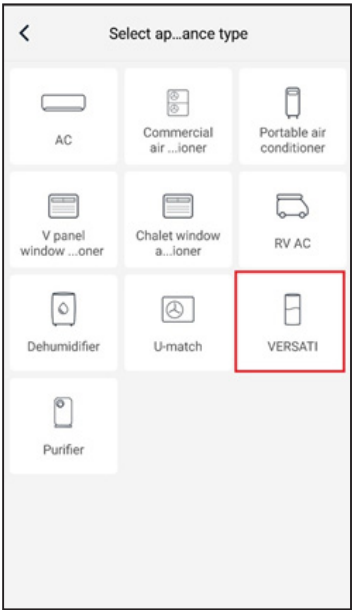 Select ap...ance type
AC
Commercial
air ...ioner
Portable air
conditioner
V panel
window ...oner
Chalet window
a...ioner
RV AC
Dehumidifier
U-match
VERSATI
Purifier